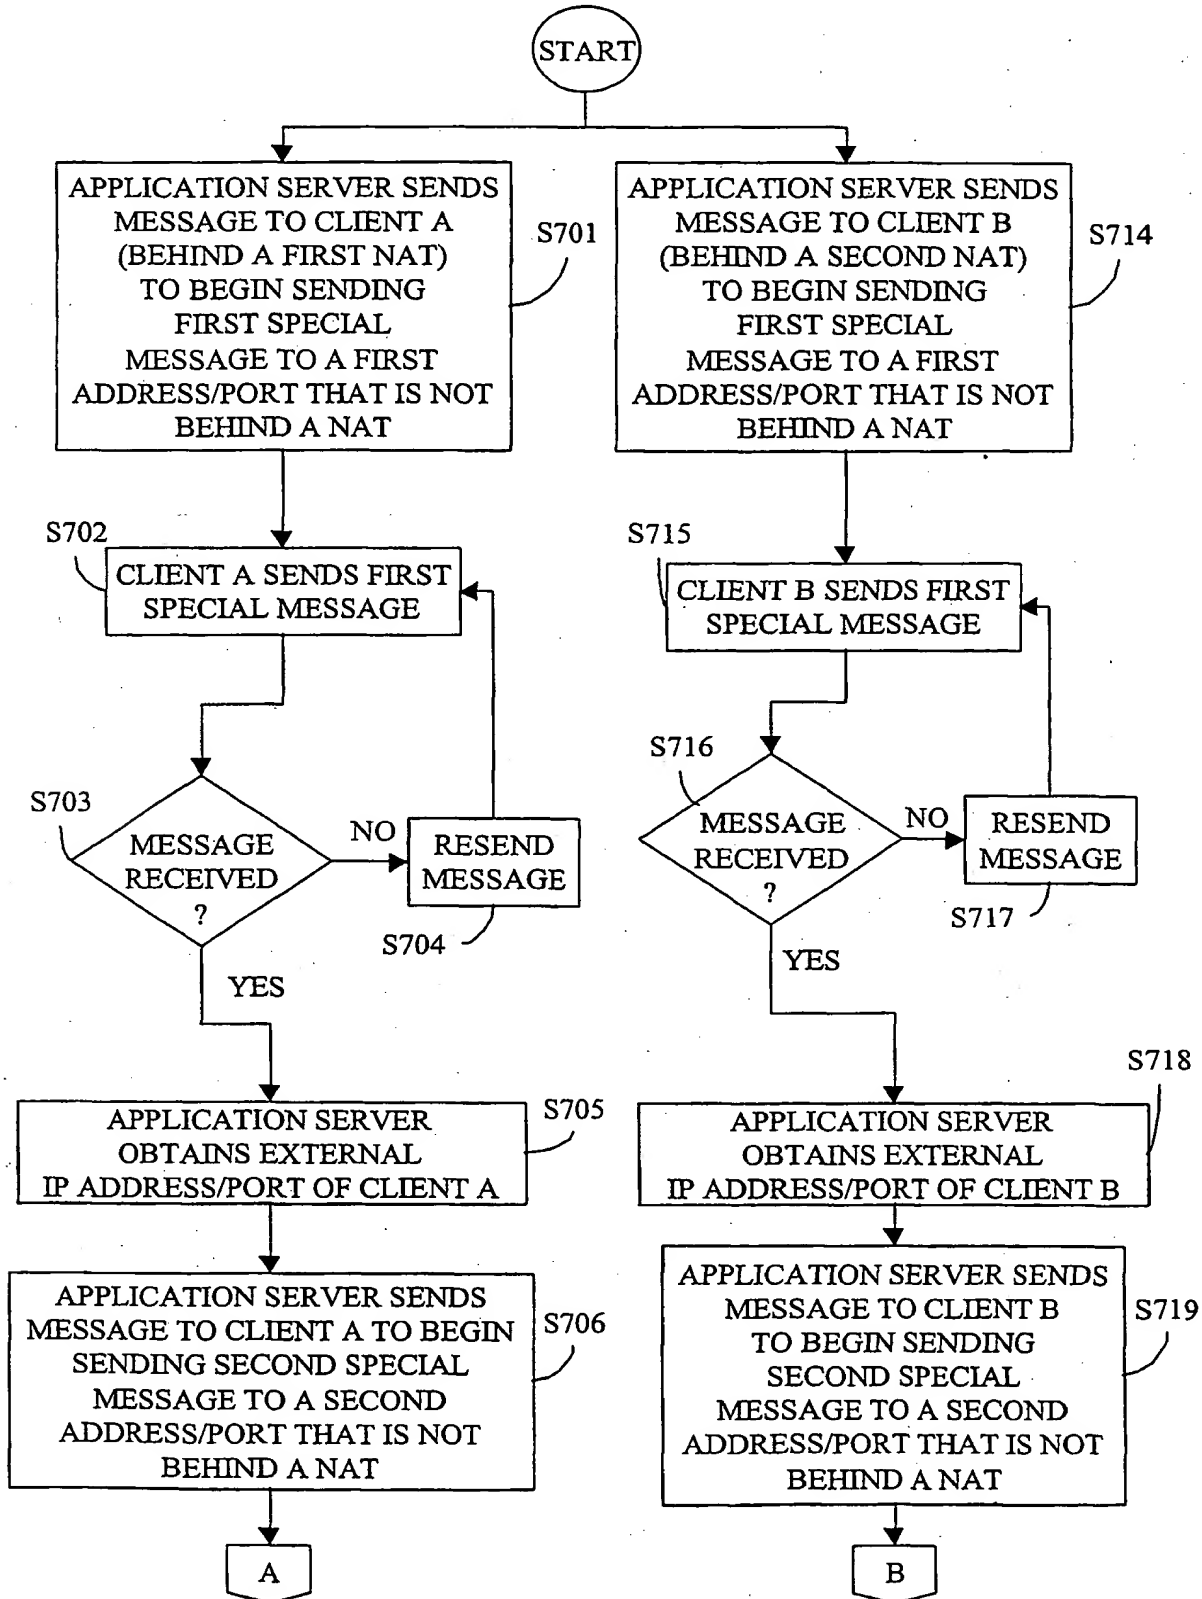 START
APPLICATION SERVER SENDS
MESSAGE TO CLIENT A
(BEHIND A FIRST NAT)
TO BEGIN SENDING
FIRST SPECIAL
MESSAGE TO A FIRST
ADDRESS/PORT THAT IS NOT
BEHIND A NAT
S701
APPLICATION SERVER SENDS
MESSAGE TO CLIENT B
(BEHIND A SECOND NAT)
TO BEGIN SENDING
FIRST SPECIAL
MESSAGE TO A FIRST
ADDRESS/PORT THAT IS NOT
BEHIND A NAT
S714
S702
CLIENT A SENDS FIRST
SPECIAL MESSAGE
S715
CLIENT B SENDS FIRST
SPECIAL MESSAGE
S703
MESSAGE
RECEIVED
?
NO
RESEND
MESSAGE
S704
YES
S716
MESSAGE
RECEIVED
?
NO
RESEND
MESSAGE
S717
YES
APPLICATION SERVER
OBTAINS EXTERNAL
IP ADDRESS/PORT OF CLIENT A
S705
APPLICATION SERVER
OBTAINS EXTERNAL
IP ADDRESS/PORT OF CLIENT B
S718
APPLICATION SERVER SENDS
MESSAGE TO CLIENT A TO BEGIN
SENDING SECOND SPECIAL
MESSAGE TO A SECOND
ADDRESS/PORT THAT IS NOT
BEHIND A NAT
S706
APPLICATION SERVER SENDS
MESSAGE TO CLIENT B
TO BEGIN SENDING
SECOND SPECIAL
MESSAGE TO A SECOND
ADDRESS/PORT THAT IS NOT
BEHIND A NAT
S719
A
B